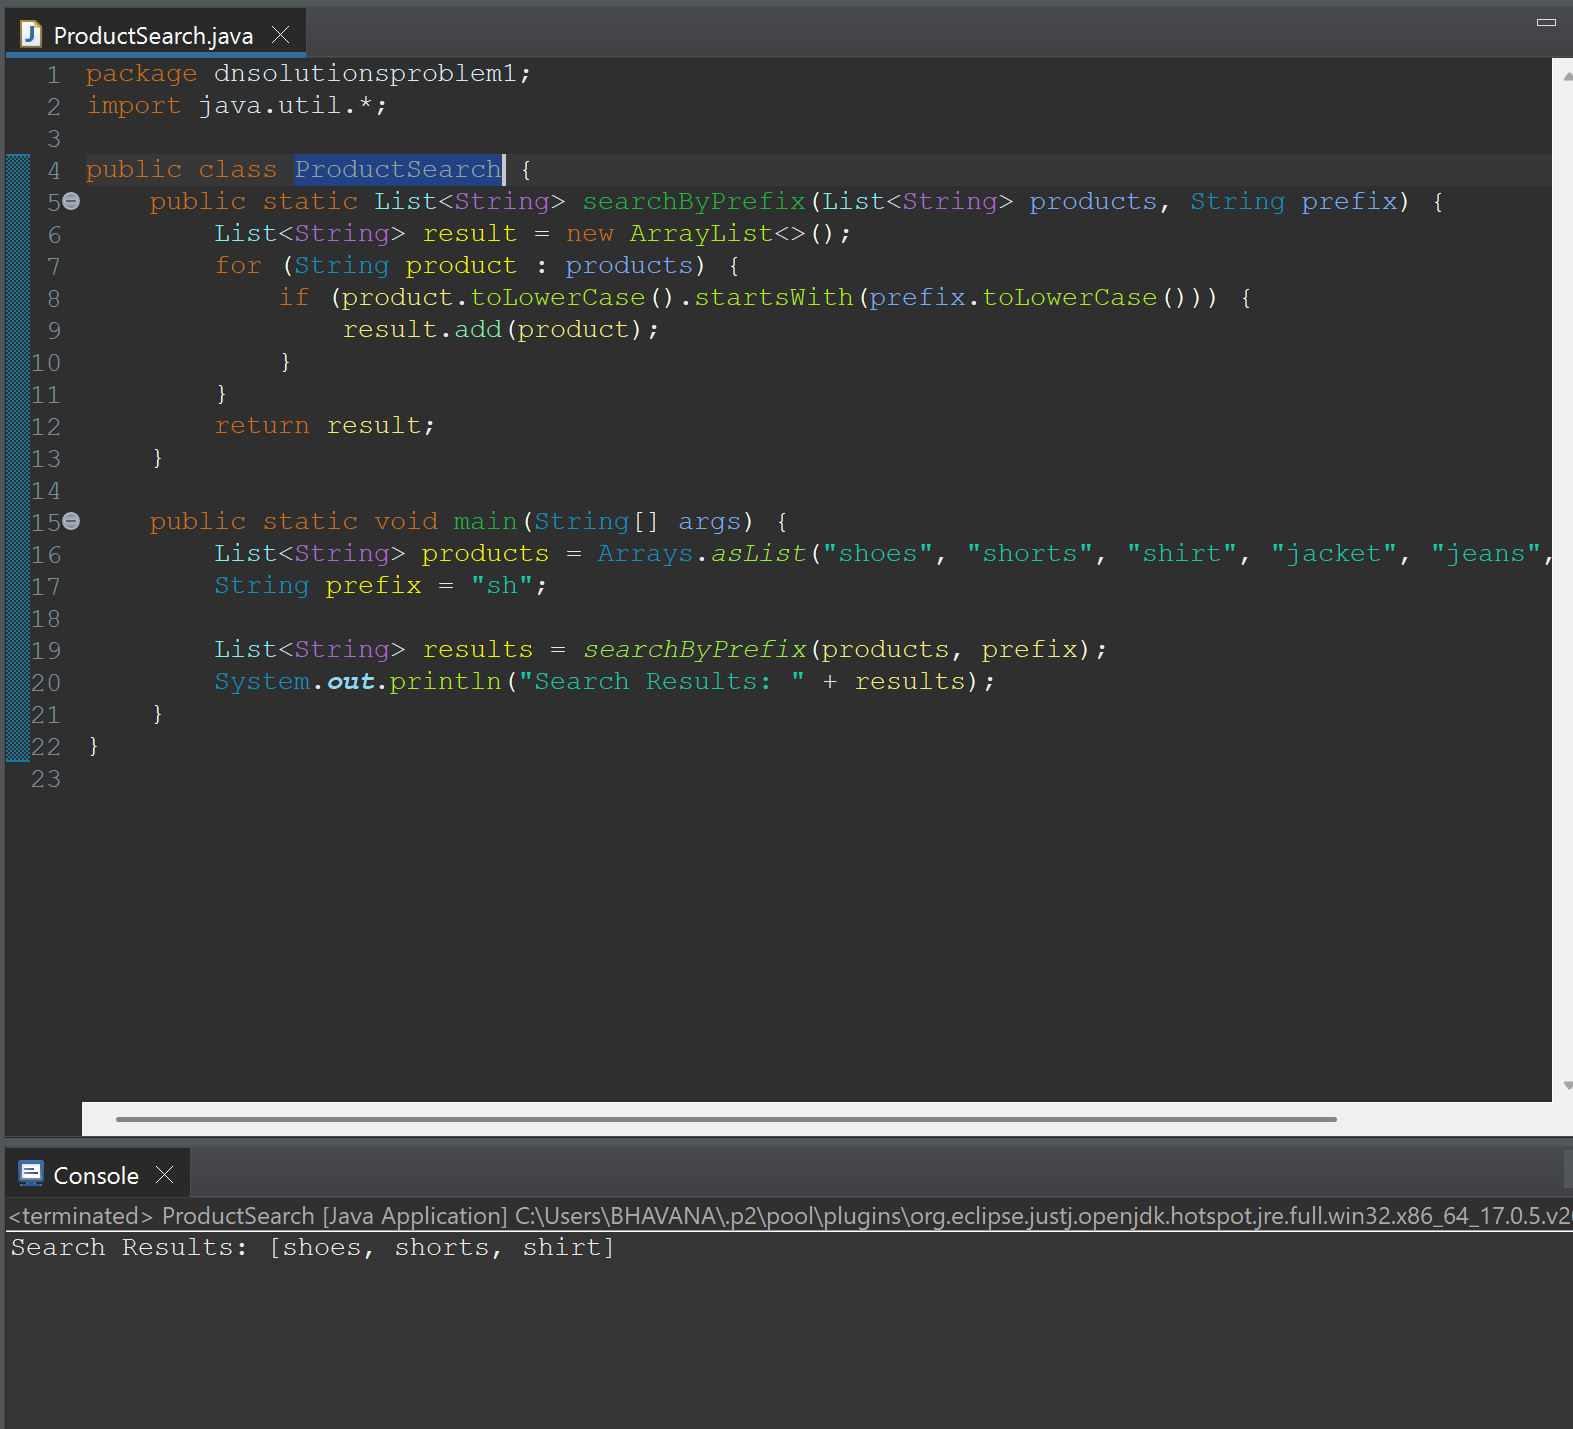 ProductSearch.java
1 package dnsolutionsproblem1;
2 import java.util.*;
3
4 public class ProductSearch {
5     public static List<String> searchByPrefix(List<String> products, String prefix) {
6         List<String> result = new ArrayList<>();
7         for (String product : products) {
8             if (product.toLowerCase().startsWith(prefix.toLowerCase())) {
9                 result.add(product);
10             }
11         }
12         return result;
13     }
14
15     public static void main(String[] args) {
16         List<String> products = Arrays.asList("shoes", "shorts", "shirt", "jacket", "jeans",
17         String prefix = "sh";
18
19         List<String> results = searchByPrefix(products, prefix);
20         System.out.println("Search Results: " + results);
21     }
22 }
23
Console
<terminated> ProductSearch [Java Application] C:\Users\BHAVANA\.p2\pool\plugins\org.eclipse.justj.openjdk.hotspot.jre.full.win32.x86_64_17.0.5.v2
Search Results: [shoes, shorts, shirt]